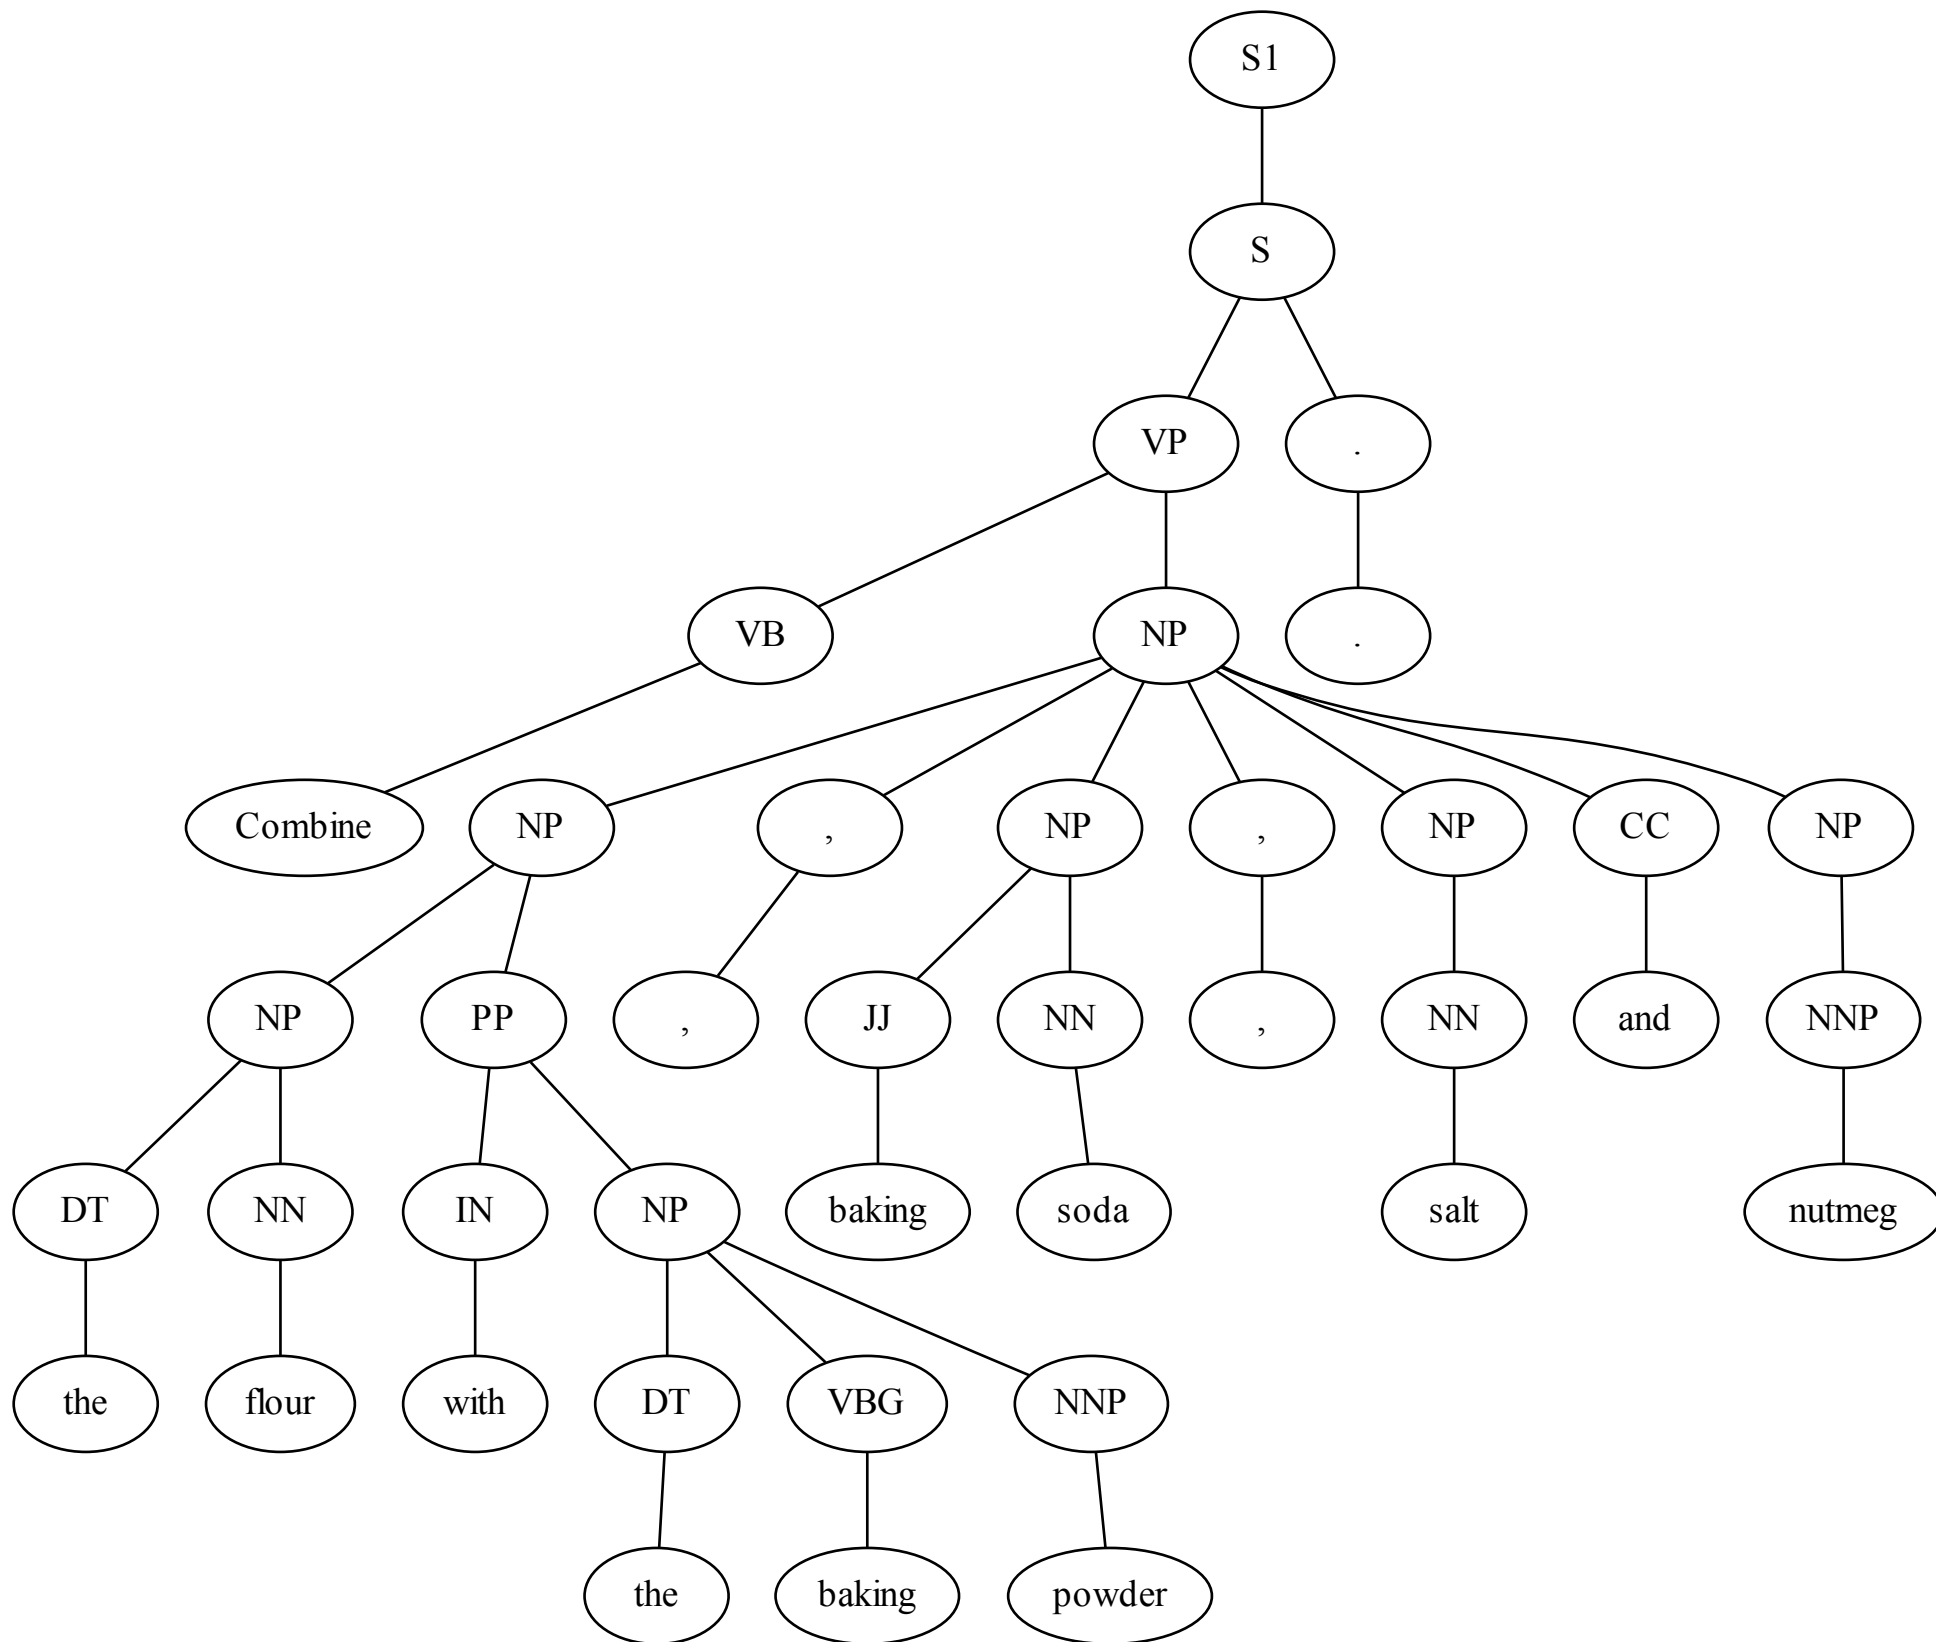 S1
S
VP .
VB NP .
Combine NP , NP , NP CC NP
NP PP , JJ NN , NN and NNP
DT NN IN NP baking soda salt nutmeg
the flour with DT VBG NNP
the baking powder